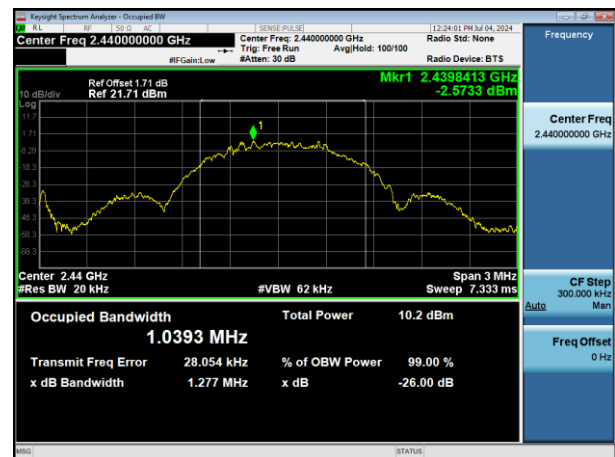 Keysight Spectrum Analyzer - Occupied BW
RL RF 50 Ω AC SENSE:PULSE 12:24:01 PM Jul 04, 2024
Center Freq 2.440000000 GHz Center Freq: 2.440000000 GHz Radio Std: None Frequency
Trig: Free Run Avg|Hold: 100/100
#IFGain:Low #Atten: 30 dB Radio Device: BTS
Ref Offset 1.71 dB Mkr1 2.4398413 GHz
10 dB/div Ref 21.71 dBm -2.5733 dBm
Log
11.7
1.71
-8.29
-18.3
-28.3
-38.3
-48.3
-58.3
-68.3
1
Center Freq
2.440000000 GHz
Center 2.44 GHz Span 3 MHz
#Res BW 20 kHz #VBW 62 kHz Sweep 7.333 ms
CF Step
300.000 kHz
Auto Man
Occupied Bandwidth Total Power 10.2 dBm
1.0393 MHz
Freq Offset
0 Hz
Transmit Freq Error 28.054 kHz % of OBW Power 99.00 %
x dB Bandwidth 1.277 MHz x dB -26.00 dB
MSG STATUS